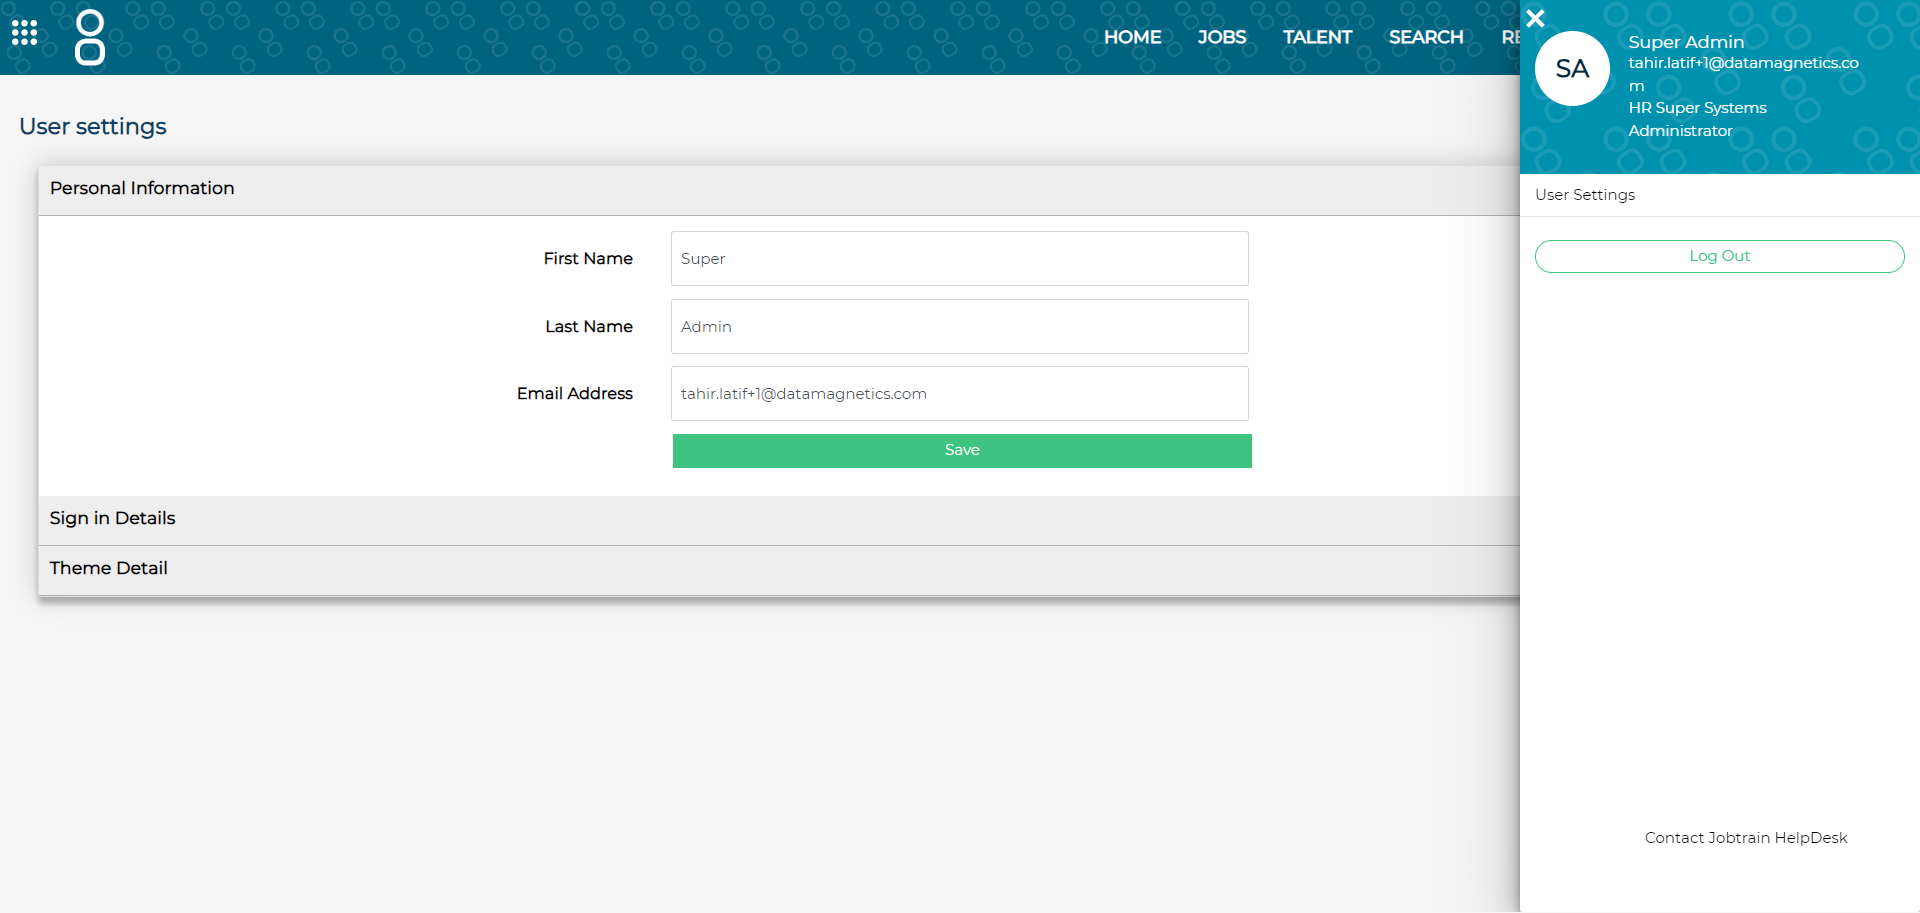 HOME JOBS TALENT SEARCH
SA
Super Admin
tahir.latif+1@datamagnetics.co
m
HR Super Systems
Administrator
User Settings
Log Out
Contact Jobtrain HelpDesk
User settings
Personal Information
First Name Super
Last Name Admin
Email Address tahir.latif+1@datamagnetics.com
Save
Sign in Details
Theme Detail